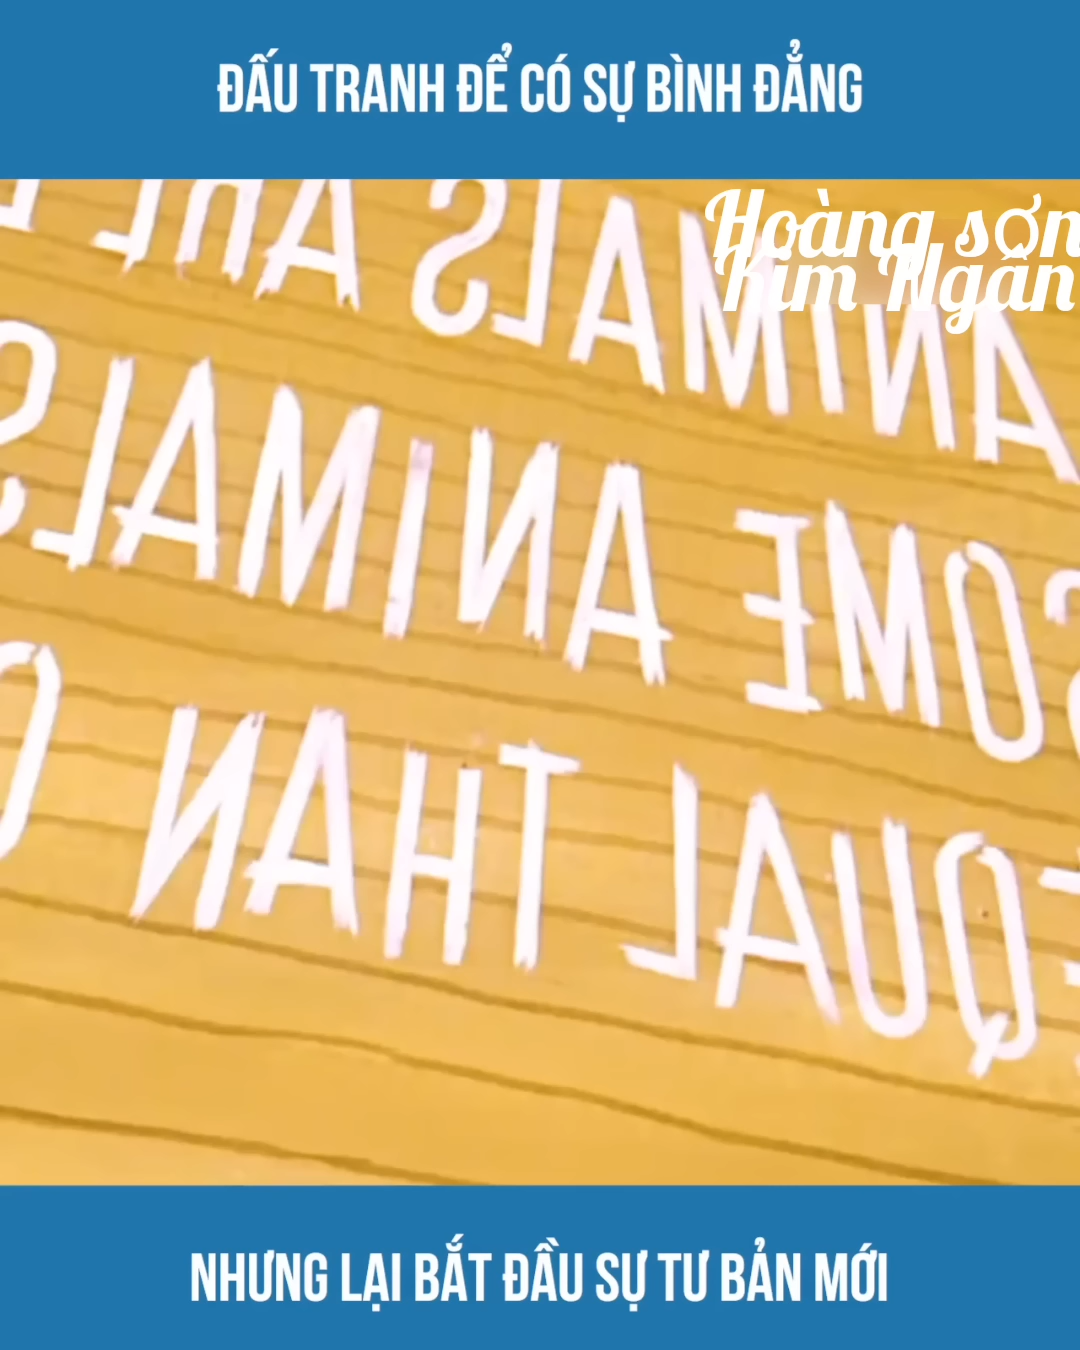 ĐẤU TRANH ĐỂ CÓ SỰ BÌNH ĐẲNG
Hoàng sơn
Kim Ngân
ANIMALS ARE
SOME ANIMALS
EQUAL THAN
NHƯNG LẠI BẮT ĐẦU SỰ TƯ BẢN MỚI